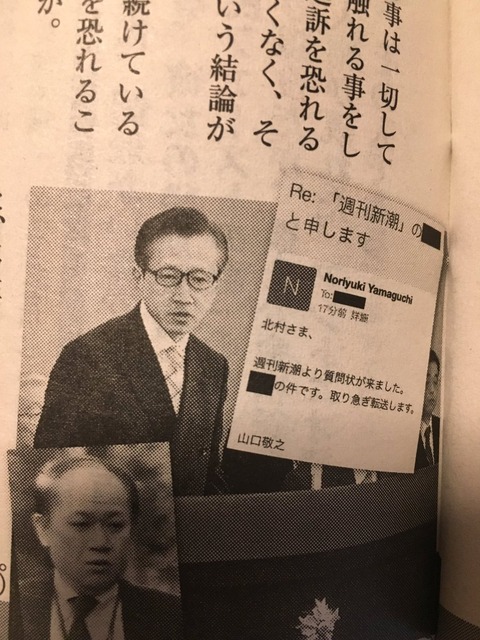 事は一切して
触れる事をし
訴を恐れる
くなく、そ
いう結論が
続けている
を恐れるこ
か。
Re: 「週刊新潮」の
と申します
N
Noriyuki Yamaguchi
To:
17分前 詳細
北村さま、
週刊新潮より質問状が来ました。
の件です。取り急ぎ転送します。
山口敬之